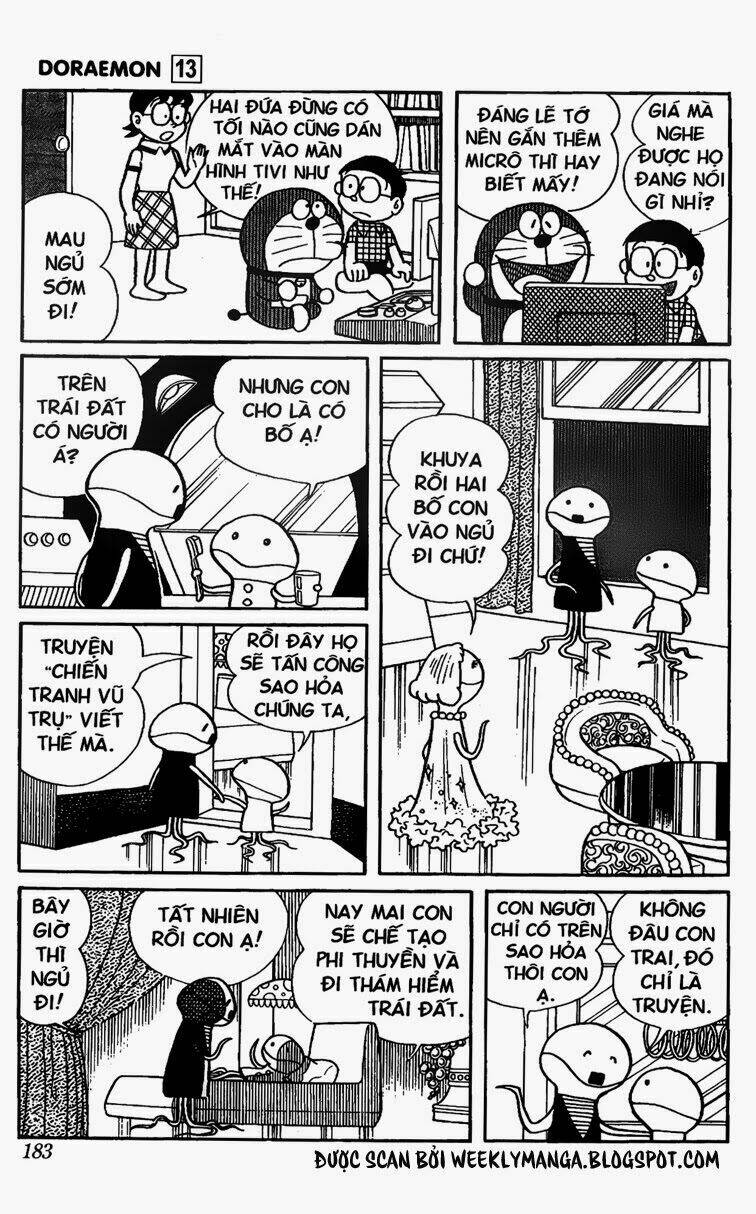 DORAEMON 13
GIÁ MÀ
NGHE
ĐƯỢC HỌ
ĐANG NÓI
GÌ NHỈ?
ĐÁNG LẼ TỚ
NÊN GẮN THÊM
MICRÔ THÌ HAY
BIẾT MẤY!
HAI ĐỨA ĐỪNG CÓ
TỐI NÀO CŨNG DÁN
MẮT VÀO MÀN
HÌNH TIVI NHƯ
THẾ!
MAU
NGỦ
SỚM
ĐI!
KHUYA
RỒI HAI
BỐ CON
VÀO NGỦ
ĐI CHỨ!
NHƯNG CON
CHO LÀ CÓ
BỐ Ạ!
TRÊN
TRÁI ĐẤT
CÓ NGƯỜI
Á?
RỒI ĐÂY HỌ
SẼ TẤN CÔNG
SAO HỎA
CHÚNG TA,
TRUYỆN
“CHIẾN
TRANH VŨ
TRỤ” VIẾT
THẾ MÀ.
KHÔNG
ĐÂU CON
TRAI, ĐÓ
CHỈ LÀ
TRUYỆN.
CON NGƯỜI
CHỈ CÓ TRÊN
SAO HỎA
THÔI CON
Ạ.
NAY MAI CON
SẼ CHẾ TẠO
PHI THUYỀN VÀ
ĐI THÁM HIỂM
TRÁI ĐẤT.
TẤT NHIÊN
RỒI CON Ạ!
BÂY
GIỜ
THÌ
NGỦ
ĐI!
183
ĐƯỢC SCAN BỞI WEEKLYMANGA.BLOGSPOT.COM